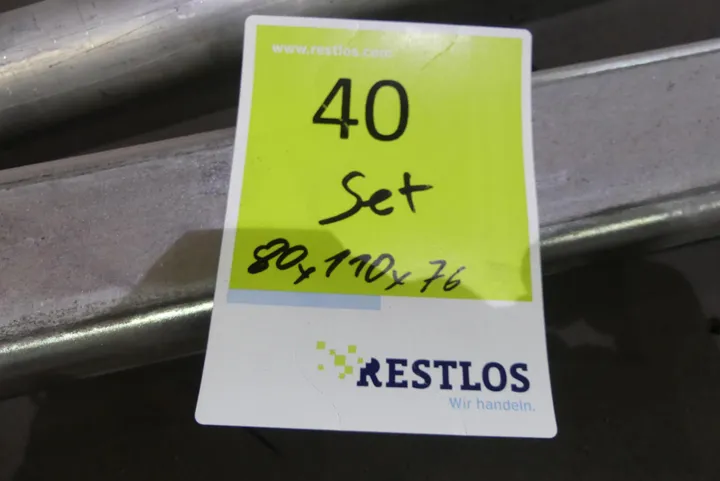 www.restlos.com
40
Set
80x110x76
RESTLOS
Wir handeln.